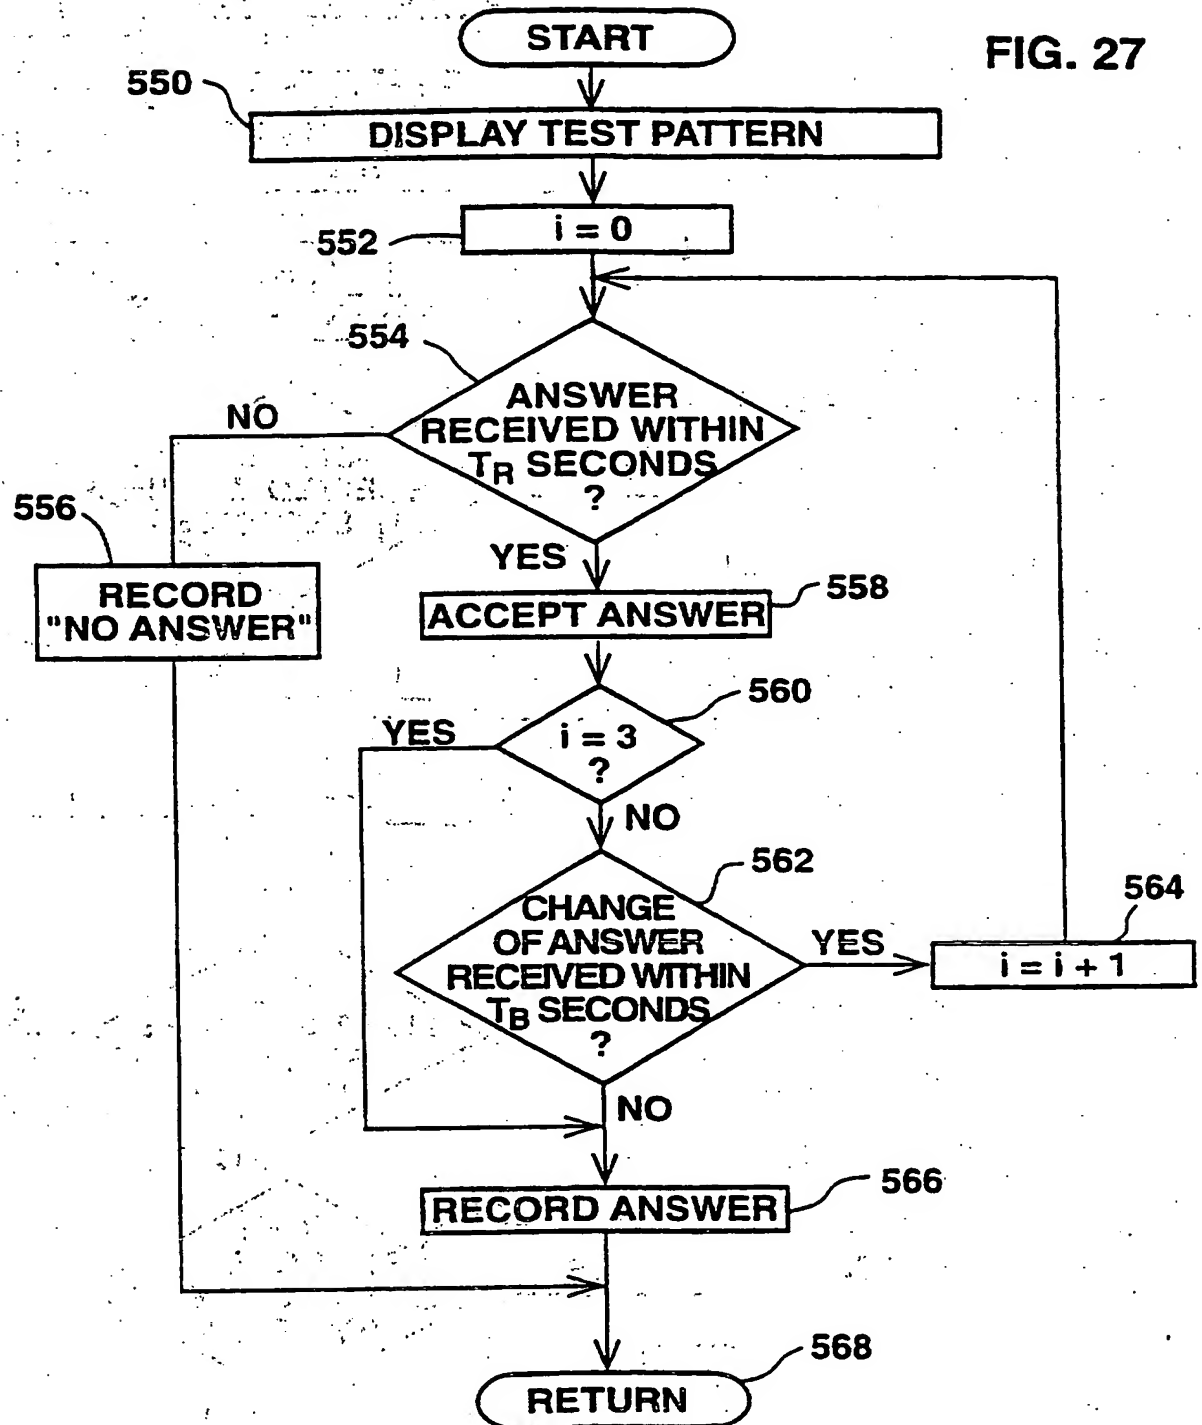 START
FIG. 27
550
DISPLAY TEST PATTERN
552
i = 0
554
ANSWER
RECEIVED WITHIN
TR SECONDS
?
NO
YES
556
RECORD
"NO ANSWER"
558
ACCEPT ANSWER
560
i = 3
?
YES
NO
562
CHANGE
OF ANSWER
RECEIVED WITHIN
TB SECONDS
?
YES
564
i = i + 1
NO
566
RECORD ANSWER
568
RETURN